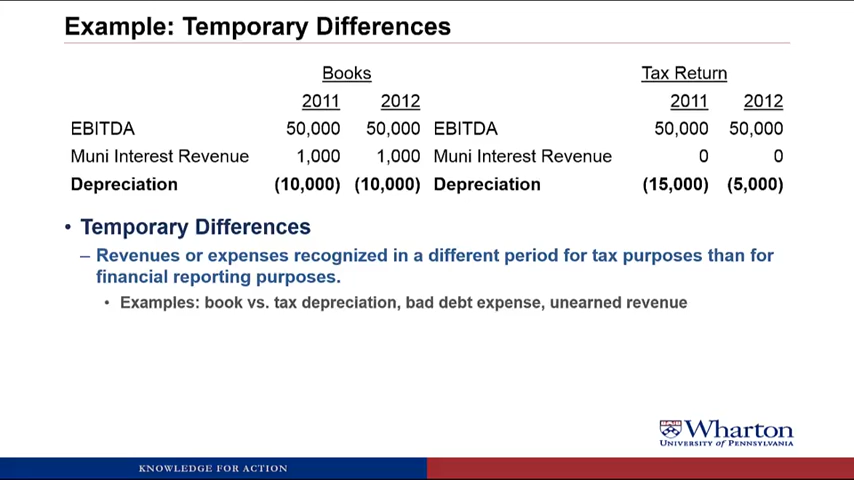 Example: Temporary Differences
Books Tax Return
2011 2012 2011 2012
EBITDA 50,000 50,000 EBITDA 50,000 50,000
Muni Interest Revenue 1,000 1,000 Muni Interest Revenue 0 0
Depreciation (10,000) (10,000) Depreciation (15,000) (5,000)
• Temporary Differences
– Revenues or expenses recognized in a different period for tax purposes than for
financial reporting purposes.
• Examples: book vs. tax depreciation, bad debt expense, unearned revenue
Wharton
UNIVERSITY of PENNSYLVANIA
KNOWLEDGE FOR ACTION